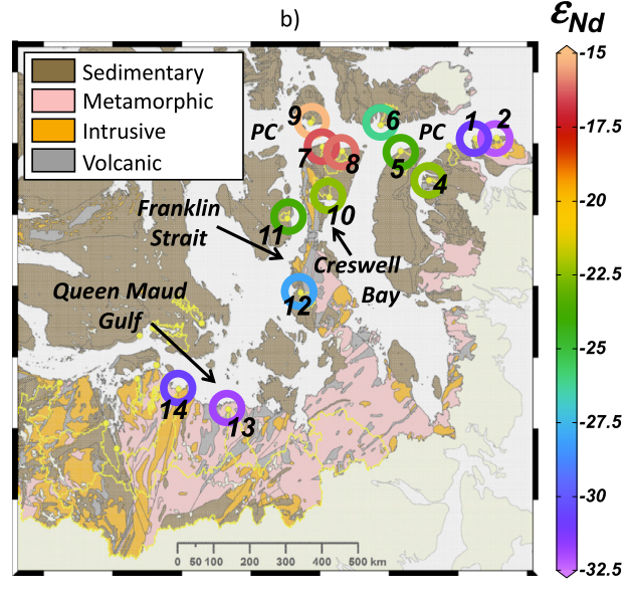 b)
εNd
Sedimentary
Metamorphic
Intrusive
Volcanic
9
PC
6
PC
1
2
7
8
5
4
10
11
Franklin
Strait
Creswell
Bay
12
Queen Maud
Gulf
14
13
0 50 100 200 300 400 500 km
-15
-17.5
-20
-22.5
-25
-27.5
-30
-32.5